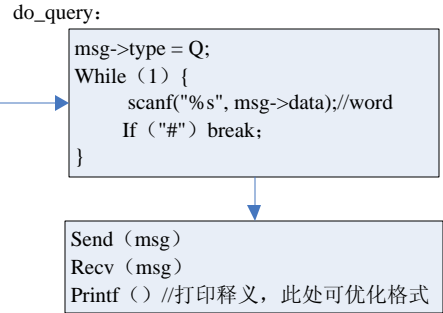 do_query：
msg->type = Q;
While（1）{
scanf("%s", msg->data);//word
If（"#"）break；
}
Send（msg）
Recv（msg）
Printf（）//打印释义，此处可优化格式